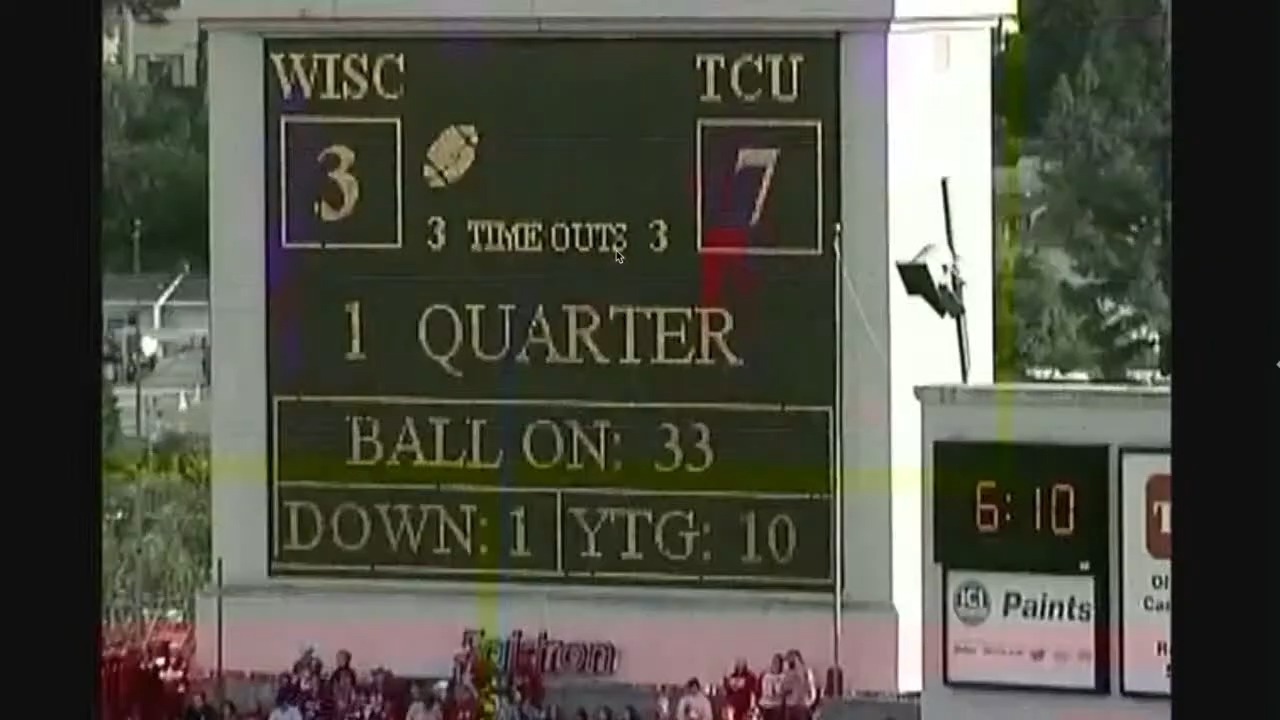 WISC TCU
3 7
3 TIME OUTS 3
1 QUARTER
BALL ON: 33
DOWN: 1 YTG: 10
6:10
ICI Paints